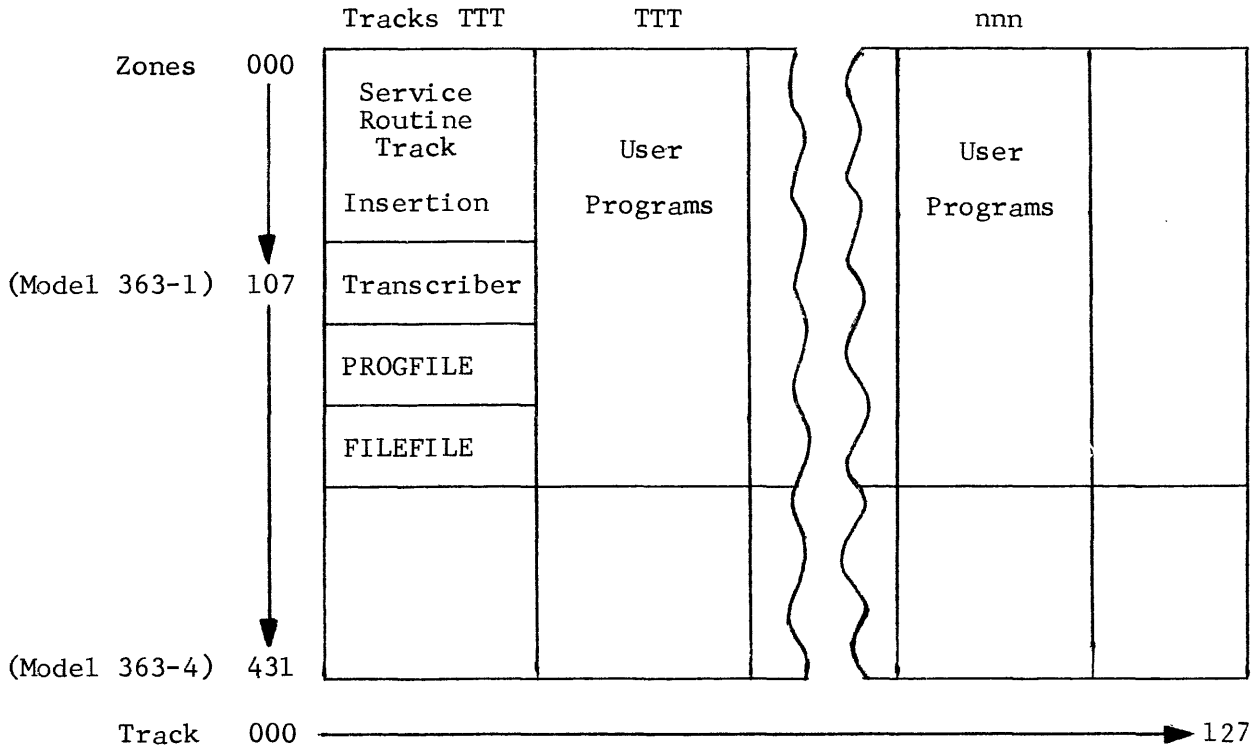 Tracks TTT TTT nnn
Zones 000
Service
Routine
Track
Insertion
User
Programs
User
Programs
(Model 363-1) 107
Transcriber
PROGFILE
FILEFILE
(Model 363-4) 431
Track 000 127